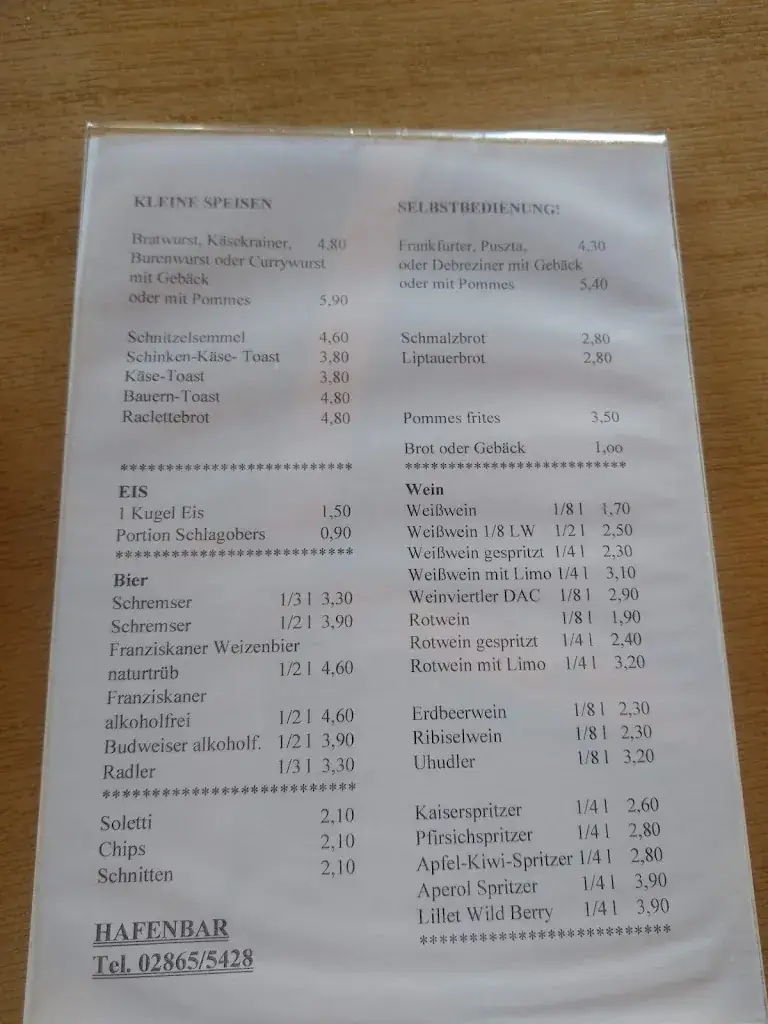 KLEINE SPEISEN
Bratwurst, Käsekrainer, 4,80
Burenwurst oder Currywurst
mit Gebäck
oder mit Pommes 5,90
Schnitzelsemmel 4,60
Schinken-Käse- Toast 3,80
Käse-Toast 3,80
Bauern-Toast 4,80
Raclettebrot 4,80
**************************
EIS
1 Kugel Eis 1,50
Portion Schlagobers 0,90
**************************
Bier
Schremser 1/3 l 3,30
Schremser 1/2 l 3,90
Franziskaner Weizenbier
naturtrüb 1/2 l 4,60
Franziskaner
alkoholfrei 1/2 l 4,60
Budweiser alkoholf. 1/2 l 3,90
Radler 1/3 l 3,30
**************************
Soletti 2,10
Chips 2,10
Schnitten 2,10
HAFENBAR
Tel. 02865/5428
SELBSTBEDIENUNG!
Frankfurter, Puszta, 4,30
oder Debreziner mit Gebäck
oder mit Pommes 5,40
Schmalzbrot 2,80
Liptauerbrot 2,80
Pommes frites 3,50
Brot oder Gebäck 1,oo
*************************
Wein
Weißwein 1/8 l 1,70
Weißwein 1/8 LW 1/2 l 2,50
Weißwein gespritzt 1/4 l 2,30
Weißwein mit Limo 1/4 l 3,10
Weinviertler DAC 1/8 l 2,90
Rotwein 1/8 l 1,90
Rotwein gespritzt 1/4 l 2,40
Rotwein mit Limo 1/4 l 3,20
Erdbeerwein 1/8 l 2,30
Ribiselwein 1/8 l 2,30
Uhudler 1/8 l 3,20
Kaiserspritzer 1/4 l 2,60
Pfirsichspritzer 1/4 l 2,80
Apfel-Kiwi-Spritzer 1/4 l 2,80
Aperol Spritzer 1/4 l 3,90
Lillet Wild Berry 1/4 l 3,90
*************************